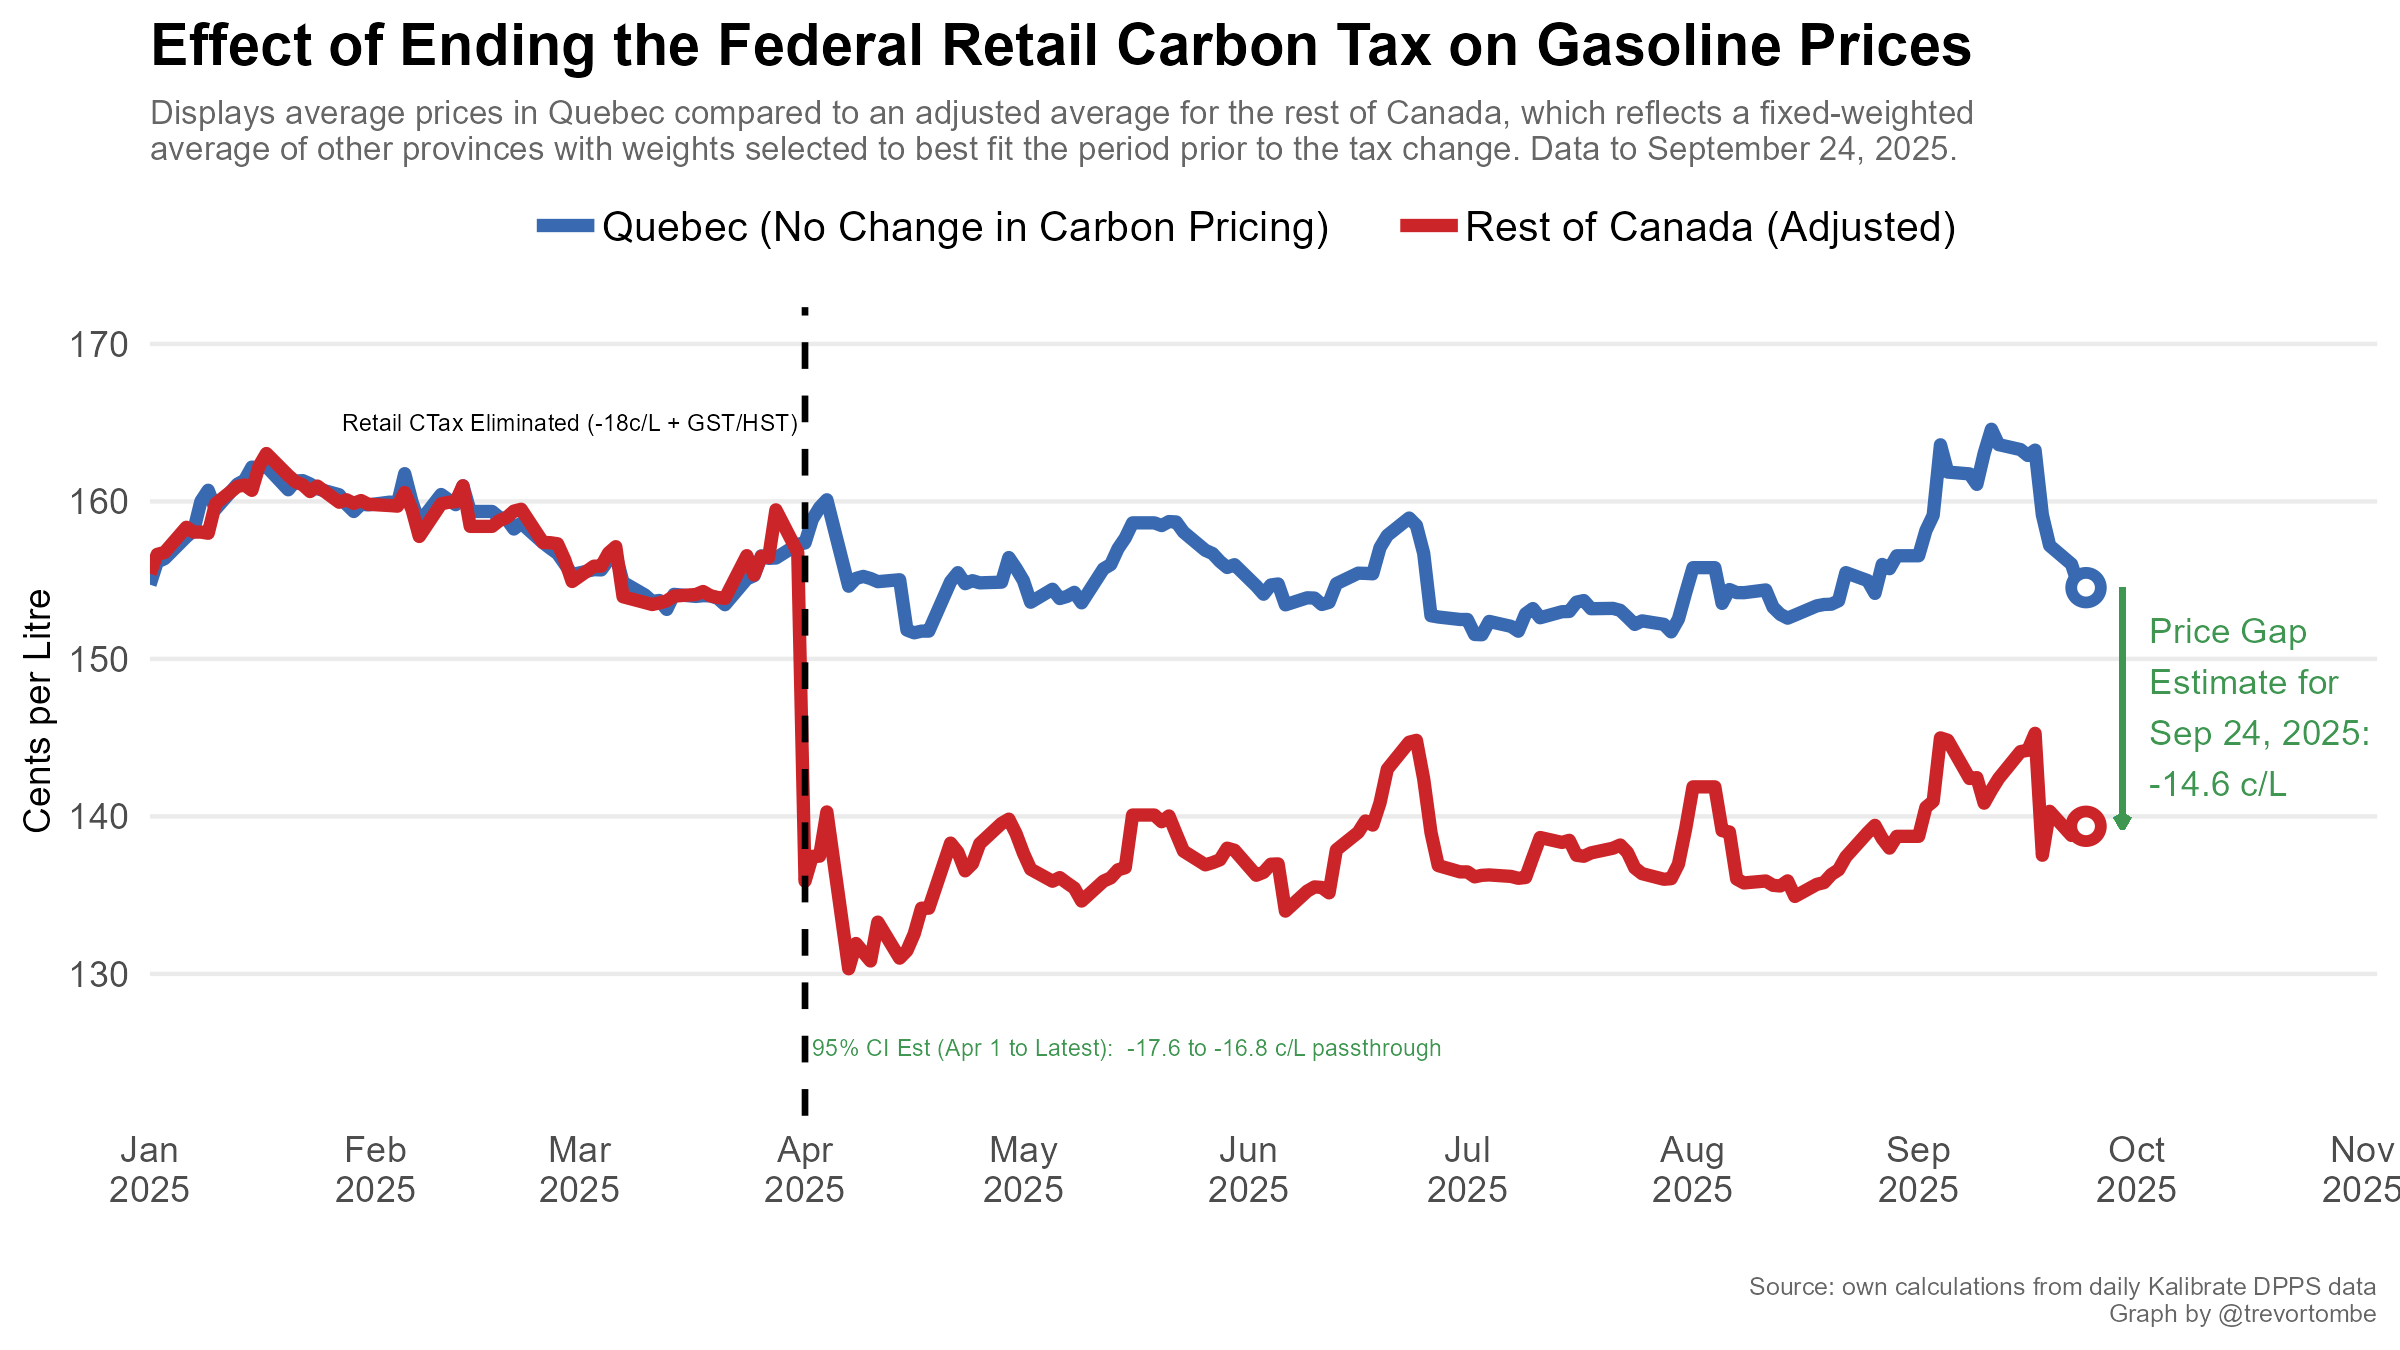 Effect of Ending the Federal Retail Carbon Tax on Gasoline Prices
Displays average prices in Quebec compared to an adjusted average for the rest of Canada, which reflects a fixed-weighted
average of other provinces with weights selected to best fit the period prior to the tax change. Data to September 24, 2025.
Quebec (No Change in Carbon Pricing)
Rest of Canada (Adjusted)
Cents per Litre
170
160
150
140
130
Retail CTax Eliminated (-18c/L + GST/HST)
Price Gap
Estimate for
Sep 24, 2025:
-14.6 c/L
95% CI Est (Apr 1 to Latest):  -17.6 to -16.8 c/L passthrough
Jan
2025
Feb
2025
Mar
2025
Apr
2025
May
2025
Jun
2025
Jul
2025
Aug
2025
Sep
2025
Oct
2025
Nov
2025
Source: own calculations from daily Kalibrate DPPS data
Graph by @trevortombe